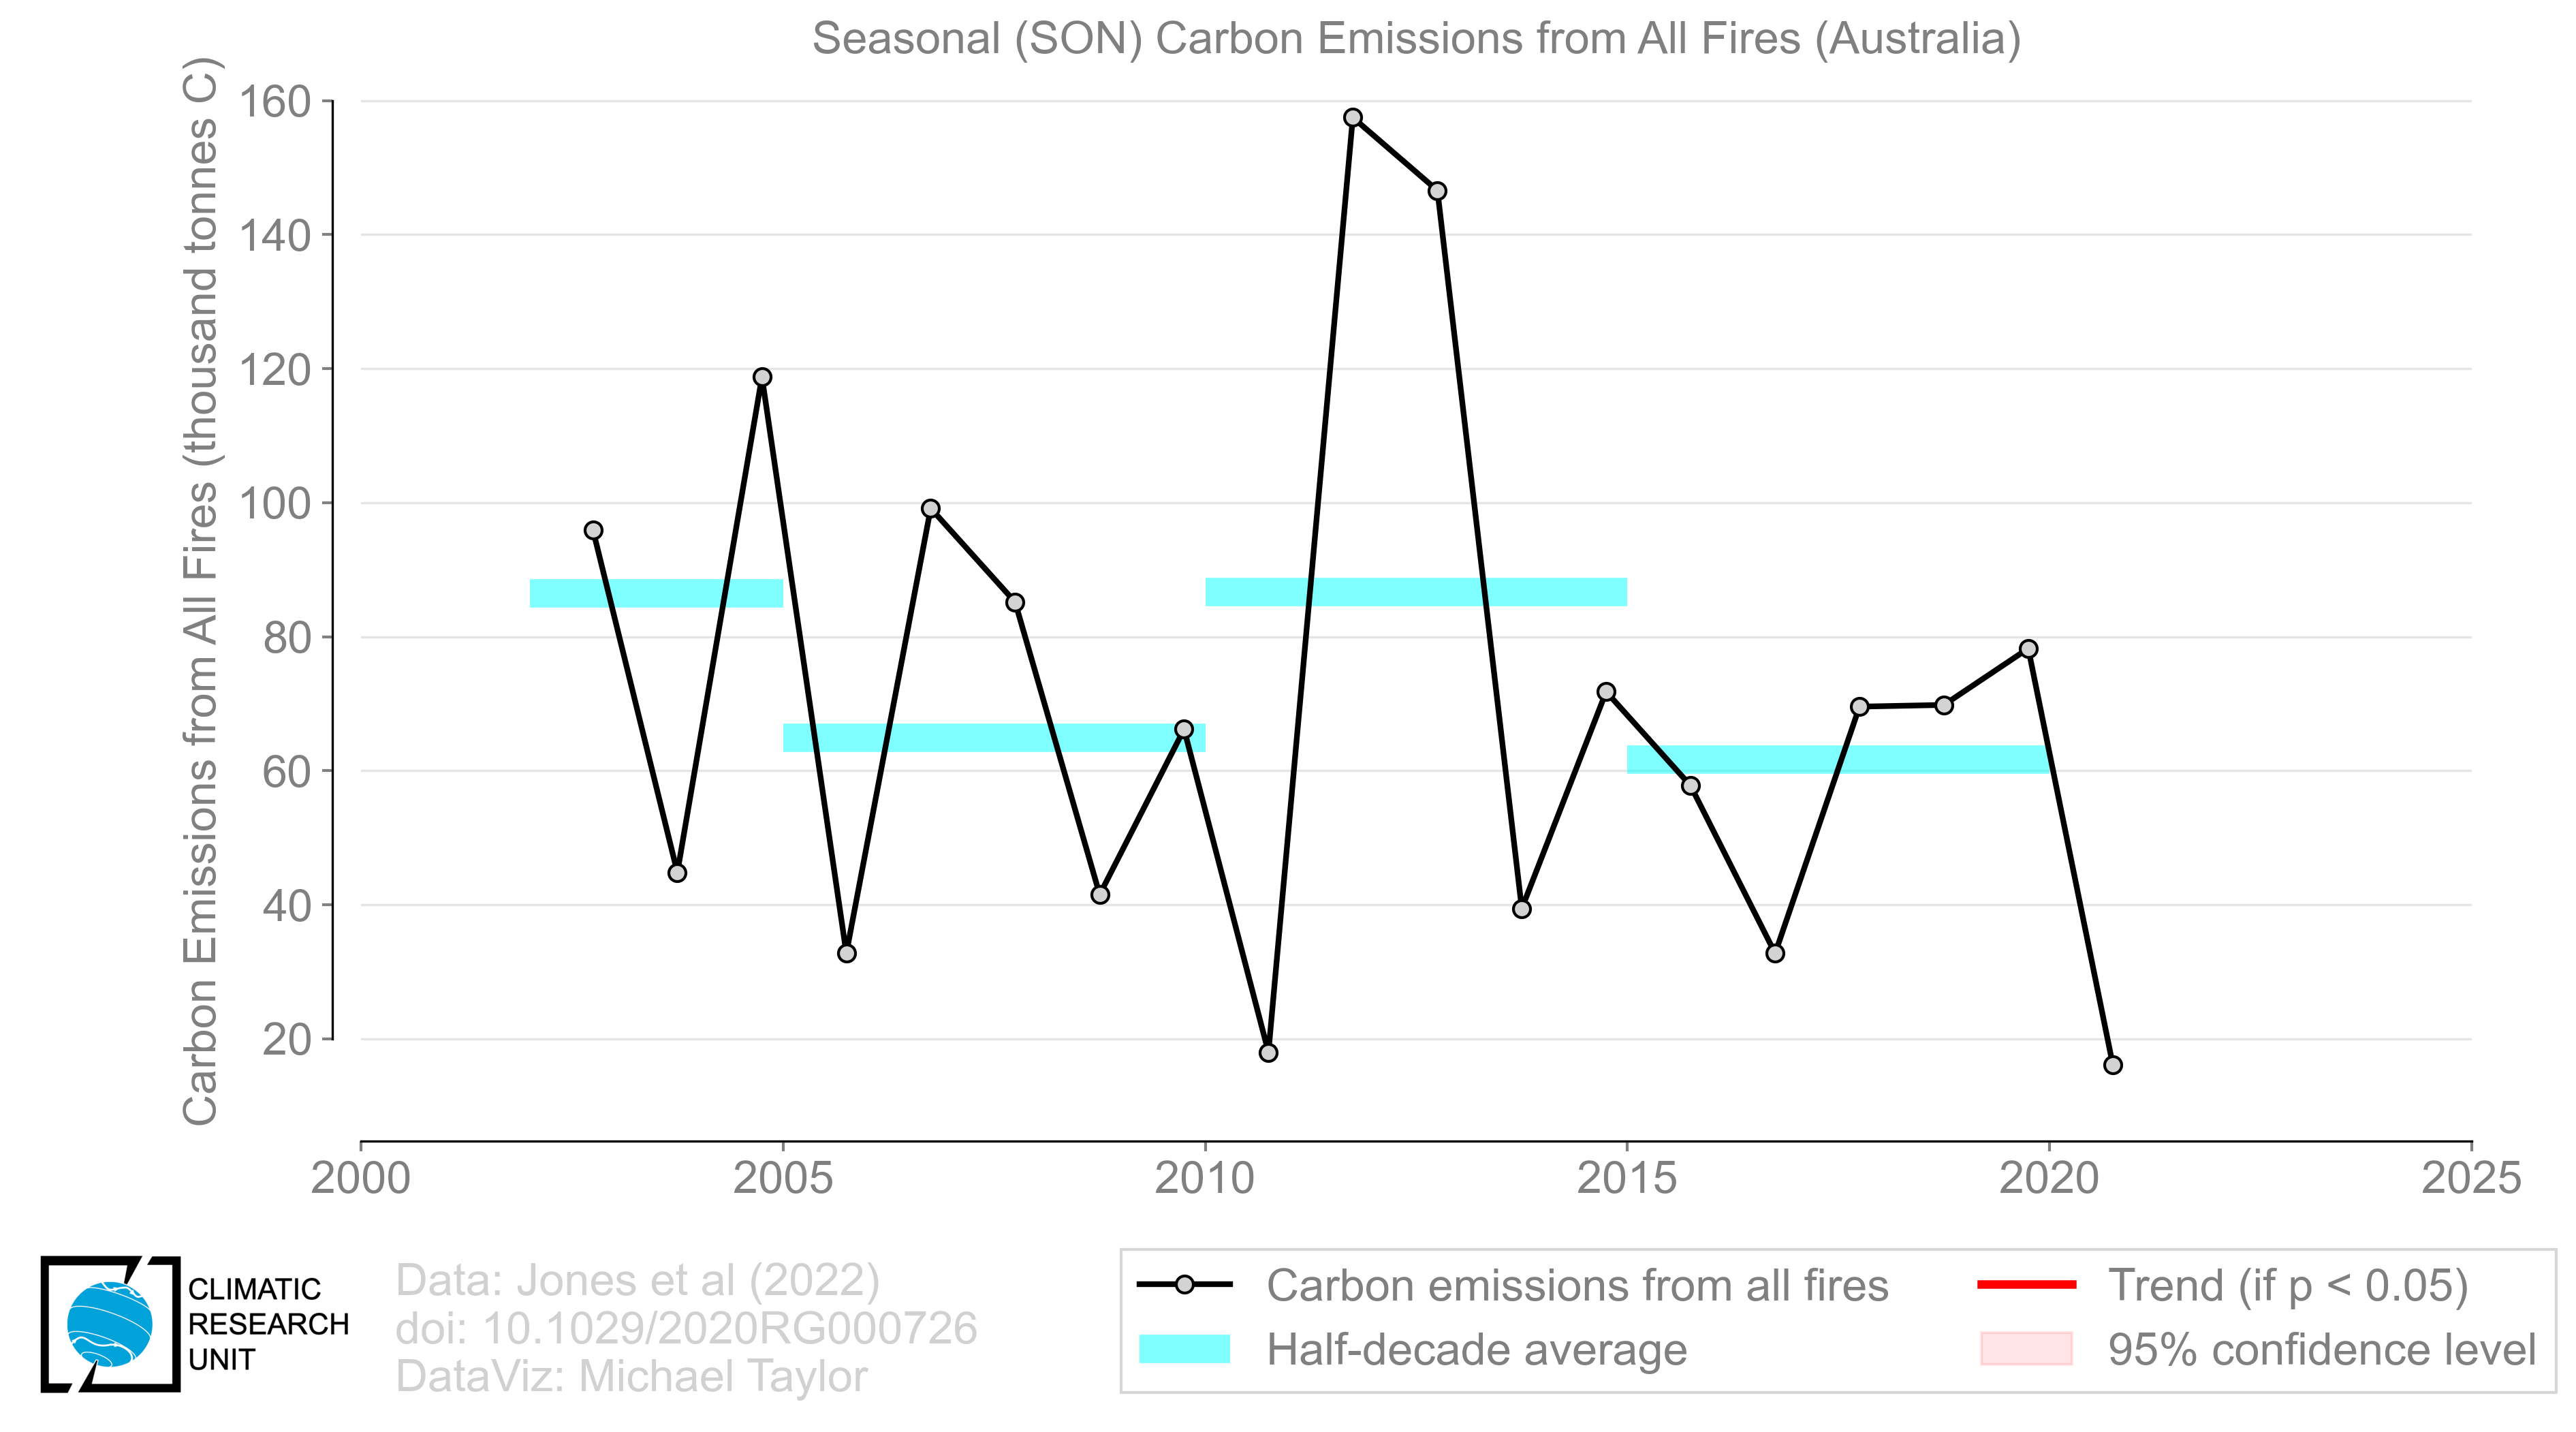 Seasonal (SON) Carbon Emissions from All Fires (Australia)
Carbon Emissions from All Fires (thousand tonnes C)
160
140
120
100
80
60
40
20
2000 2005 2010 2015 2020 2025
CLIMATIC
RESEARCH
UNIT
Data: Jones et al (2022)
doi: 10.1029/2020RG000726
DataViz: Michael Taylor
Carbon emissions from all fires
Half-decade average
Trend (if p < 0.05)
95% confidence level